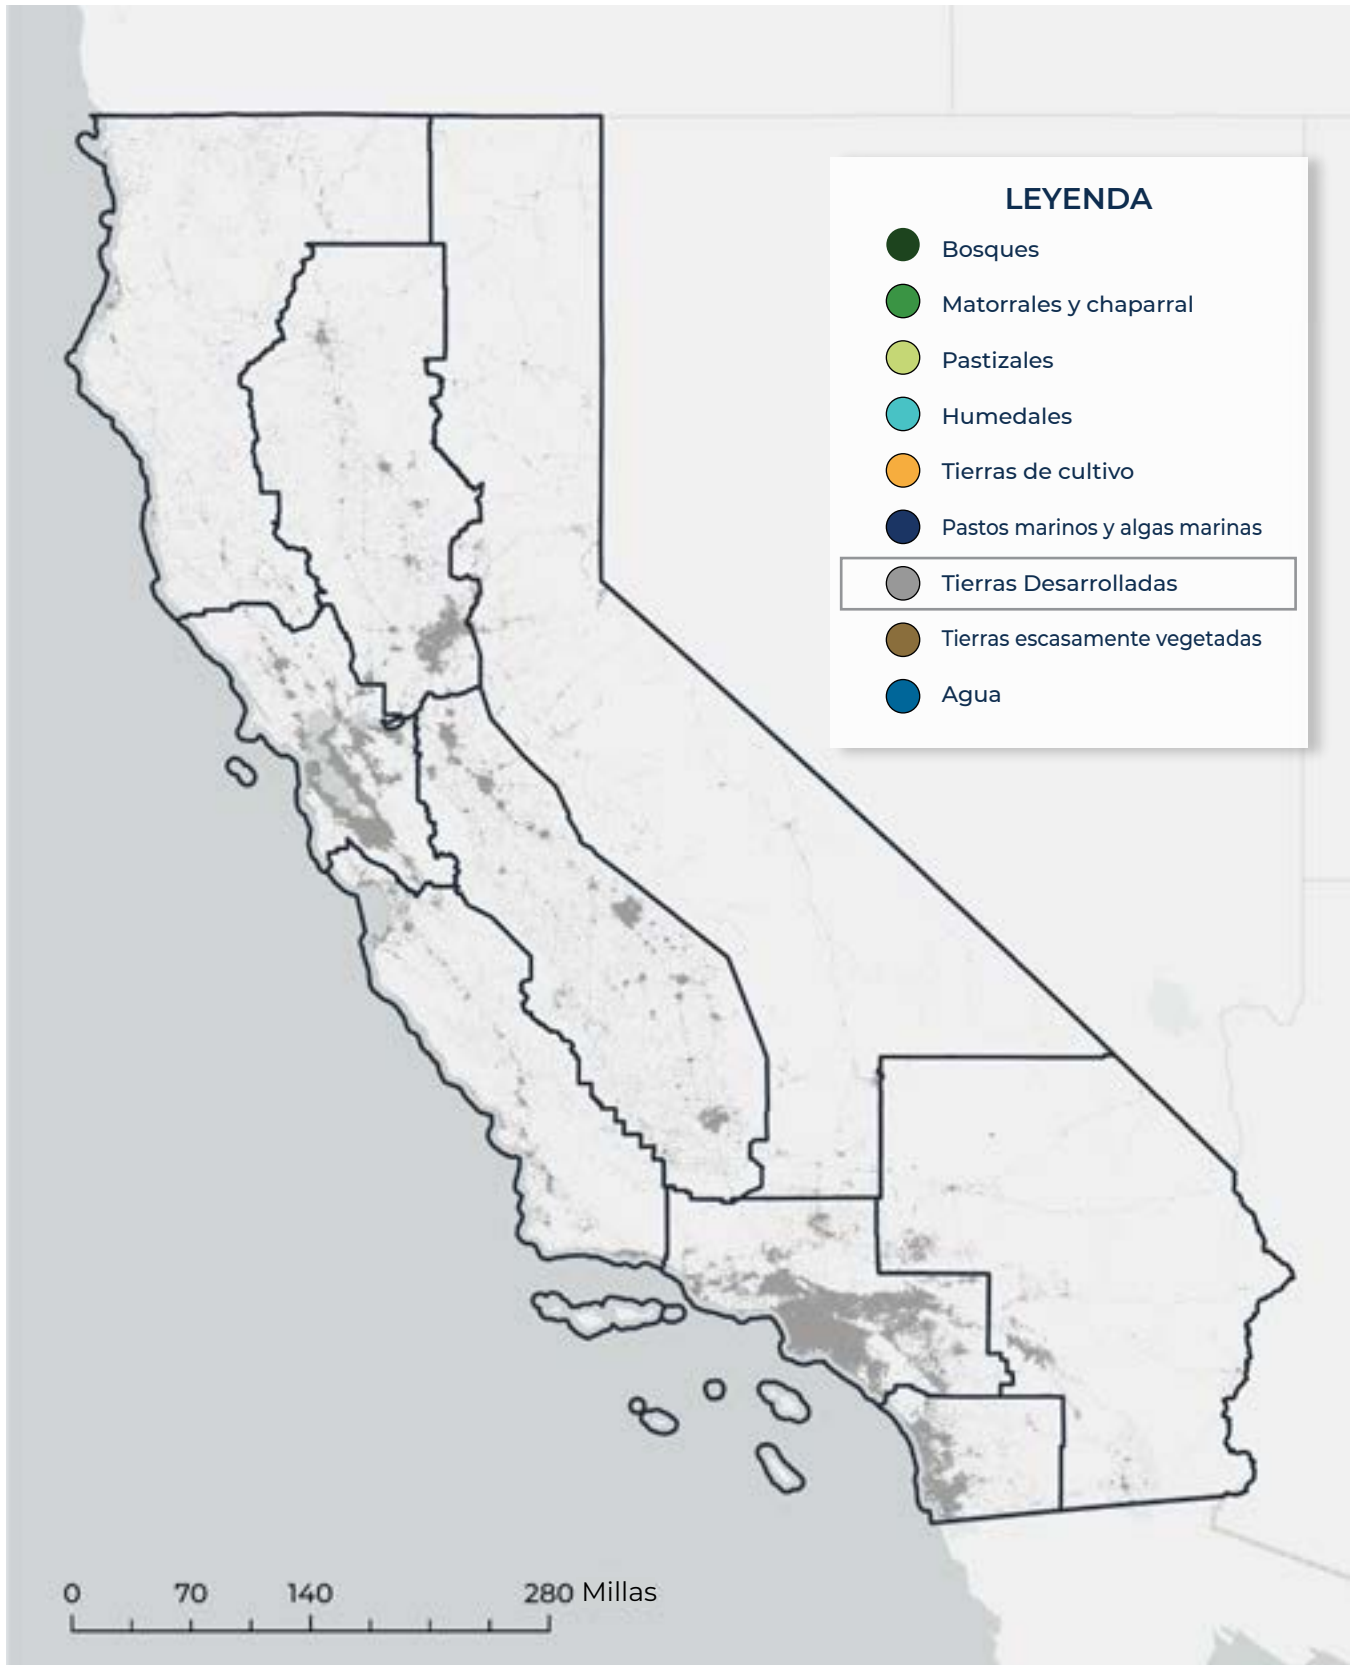 LEYENDA
Bosques
Matorrales y chaparral
Pastizales
Humedales
Tierras de cultivo
Pastos marinos y algas marinas
Tierras Desarrolladas
Tierras escasamente vegetadas
Agua
0 70 140 280 Millas